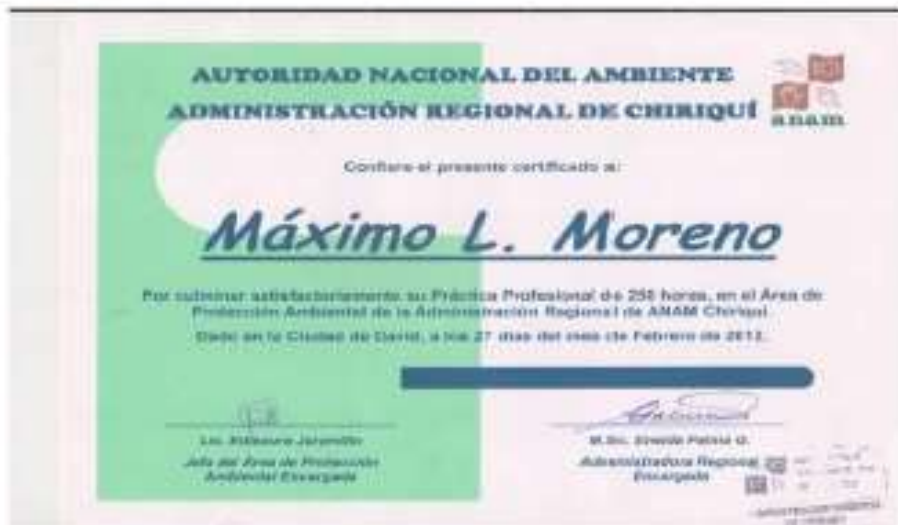 AUTORIDAD NACIONAL DEL AMBIENTE
ADMINISTRACIÓN REGIONAL DE CHIRIQUÍ
anam
Confiere el presente certificado a:
Máximo L. Moreno
Por culminar satisfactoriamente su Práctica Profesional de 250 horas, en el Área de
Protección Ambiental de la Administración Regional de ANAM Chiriquí.
Dado en la Ciudad de David, a los 27 días del mes de Febrero de 2012.
Lic.
Jefa del Área de Protección
Ambiental Encargada
M.Sc.
Administradora Regional
Encargada